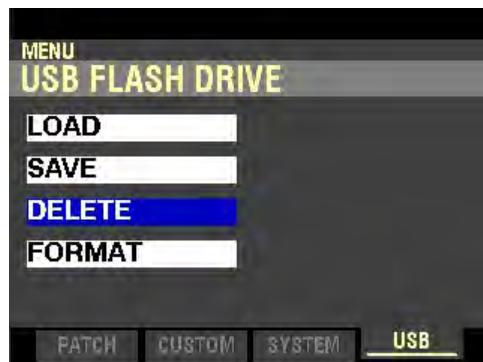 MENU
USB FLASH DRIVE
LOAD
SAVE
DELETE
FORMAT
PATCH CUSTOM SYSTEM USB